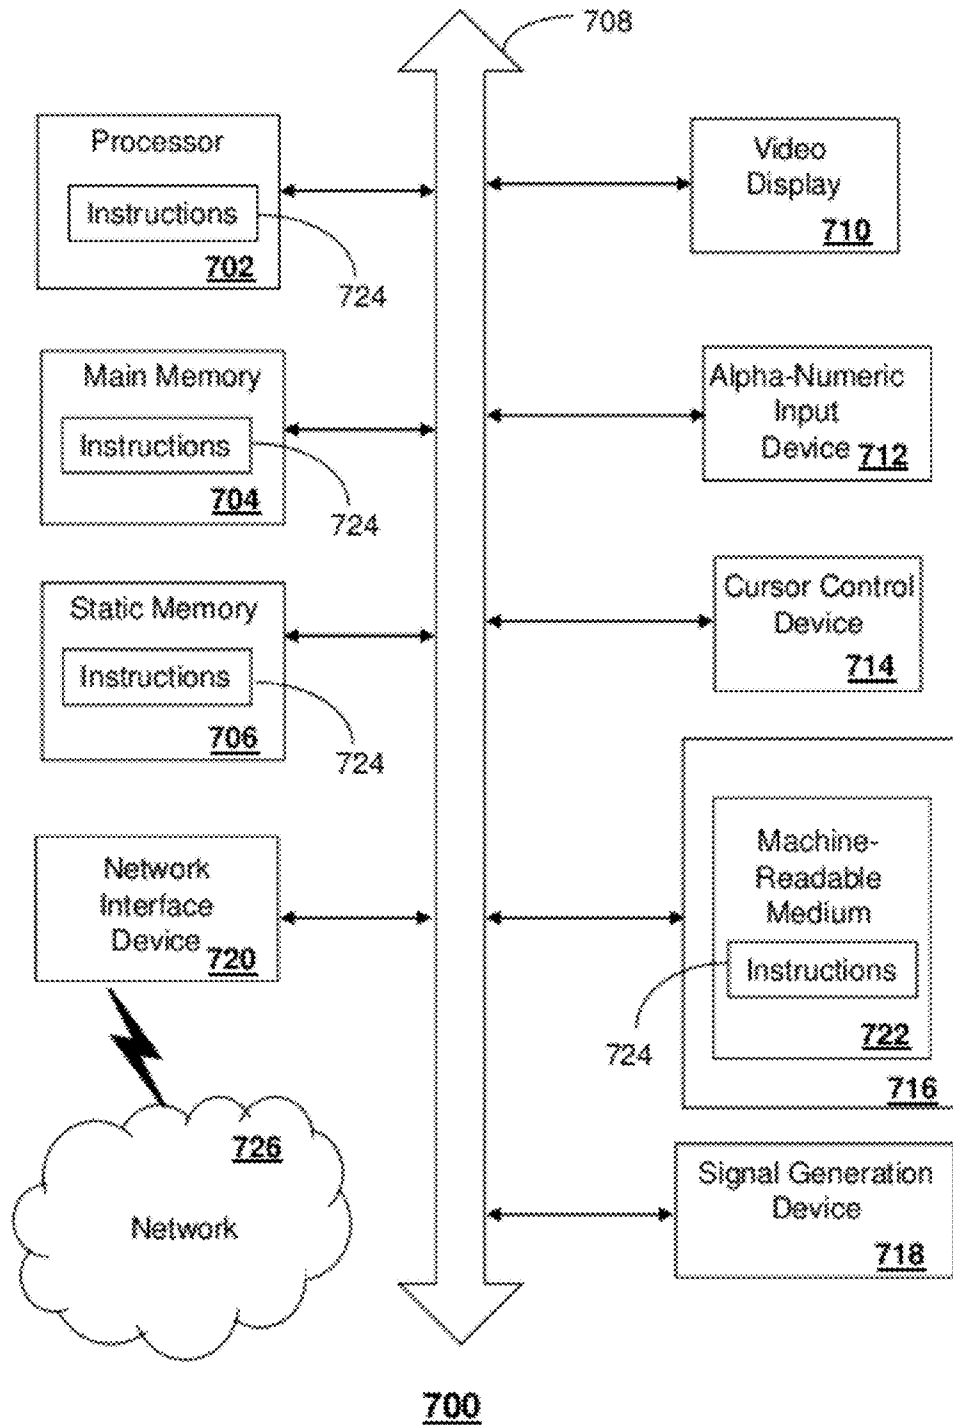 708
Processor
Instructions
702
724
Main Memory
Instructions
704
724
Static Memory
Instructions
706
724
Network
Interface
Device
720
726
Network
Video
Display
710
Alpha-Numeric
Input
Device
712
Cursor Control
Device
714
Machine-
Readable
Medium
Instructions
724
722
716
Signal Generation
Device
718
700